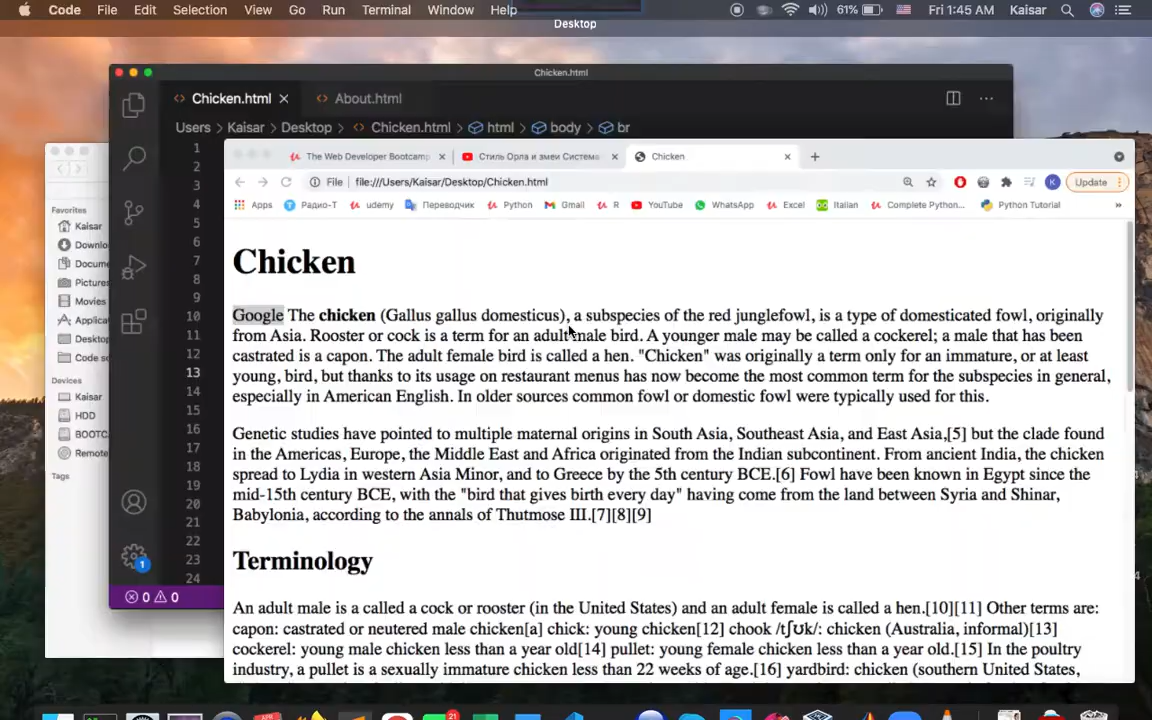 Code File Edit Selection View Go Run Terminal Window Help 61% Fri 1:45 AM Kaisar
Desktop
Chicken.html
Chicken.html About.html
Users > Kaisar > Desktop > Chicken.html > html > body > br
The Web Developer Bootcamp Стиль Орла и змеи Система Chicken
File file:///Users/Kaisar/Desktop/Chicken.html K Update
Apps Радио-Т udemy Переводчик Python Gmail R YouTube WhatsApp Excel Italian Complete Python... Python Tutorial »
Favorites
Kaisar
Downlo
Docume
Pictures
Movies
Applica
Desktop
Code s
Devices
Kaisar
HDD
BOOTC
Remote
Tags
1
2
3
4
5
6
7
8
9
10
11
12
13
14
15
16
17
18
19
20
21
22
23
24
1
0 0
Chicken
Google The chicken (Gallus gallus domesticus), a subspecies of the red junglefowl, is a type of domesticated fowl, originally
from Asia. Rooster or cock is a term for an adult male bird. A younger male may be called a cockerel; a male that has been
castrated is a capon. The adult female bird is called a hen. "Chicken" was originally a term only for an immature, or at least
young, bird, but thanks to its usage on restaurant menus has now become the most common term for the subspecies in general,
especially in American English. In older sources common fowl or domestic fowl were typically used for this.
Genetic studies have pointed to multiple maternal origins in South Asia, Southeast Asia, and East Asia,[5] but the clade found
in the Americas, Europe, the Middle East and Africa originated from the Indian subcontinent. From ancient India, the chicken
spread to Lydia in western Asia Minor, and to Greece by the 5th century BCE.[6] Fowl have been known in Egypt since the
mid-15th century BCE, with the "bird that gives birth every day" having come from the land between Syria and Shinar,
Babylonia, according to the annals of Thutmose III.[7][8][9]
Terminology
An adult male is a called a cock or rooster (in the United States) and an adult female is called a hen.[10][11] Other terms are:
capon: castrated or neutered male chicken[a] chick: young chicken[12] chook /tʃʊk/: chicken (Australia, informal)[13]
cockerel: young male chicken less than a year old[14] pullet: young female chicken less than a year old.[15] In the poultry
industry, a pullet is a sexually immature chicken less than 22 weeks of age.[16] yardbird: chicken (southern United States,
21